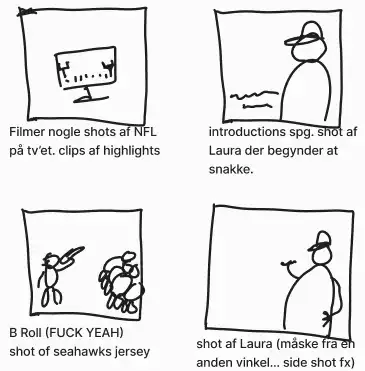 Filmer nogle shots af NFL
på tv'et. clips af highlights
introductions spg. shot af
Laura der begynder at
snakke.
B Roll (FUCK YEAH)
shot of seahawks jersey
shot af Laura (måske fra en
anden vinkel... side shot fx)